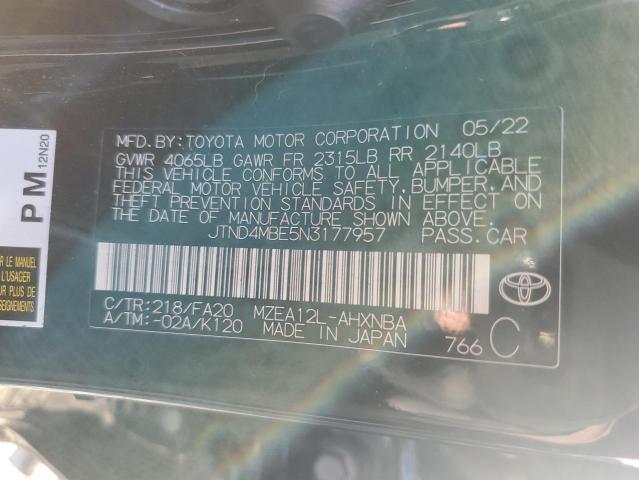 PM 12N20
L'USAGER
POUR PLUS
MFD.BY:TOYOTA MOTOR CORPORATION 05/22
GVWR 4065LB GAWR FR 2315LB RR 2140LB
THIS VEHICLE CONFORMS TO ALL APPLICABLE
FEDERAL MOTOR VEHICLE SAFETY,BUMPER,AND
THEFT PREVENTION STANDARDS IN EFFECT ON
THE DATE OF MANUFACTURE SHOWN ABOVE.
JTND4MBE5N3177957 PASS.CAR
C/TR:218/FA20 MZEA12L-AHXNBA
A/TM:-02A/K120 MADE IN JAPAN
766 C